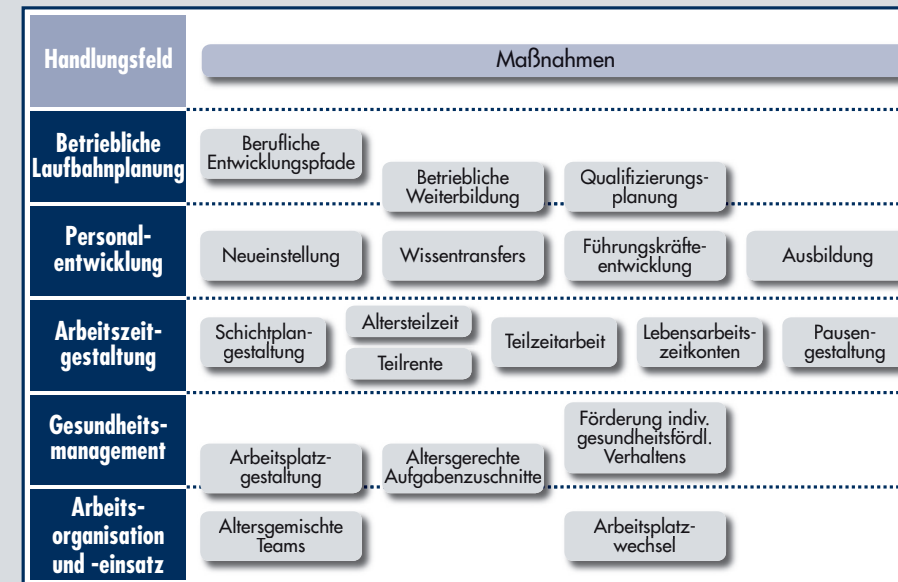 Handlungsfeld
Maßnahmen
Betriebliche
Laufbahnplanung
Berufliche
Entwicklungspfade
Betriebliche
Weiterbildung
Qualifizierungs-
planung
Personal-
entwicklung
Neueinstellung
Wissentransfers
Führungskräfte-
entwicklung
Ausbildung
Arbeitszeit-
gestaltung
Schichtplan-
gestaltung
Altersteilzeit
Teilrente
Teilzeitarbeit
Lebensarbeits-
zeitkonten
Pausen-
gestaltung
Gesundheits-
management
Arbeitsplatz-
gestaltung
Altersgerechte
Aufgabenzuschnitte
Förderung indiv.
gesundheitsfördl.
Verhaltens
Arbeits-
organisation
und -einsatz
Altersgemischte
Teams
Arbeitsplatz-
wechsel